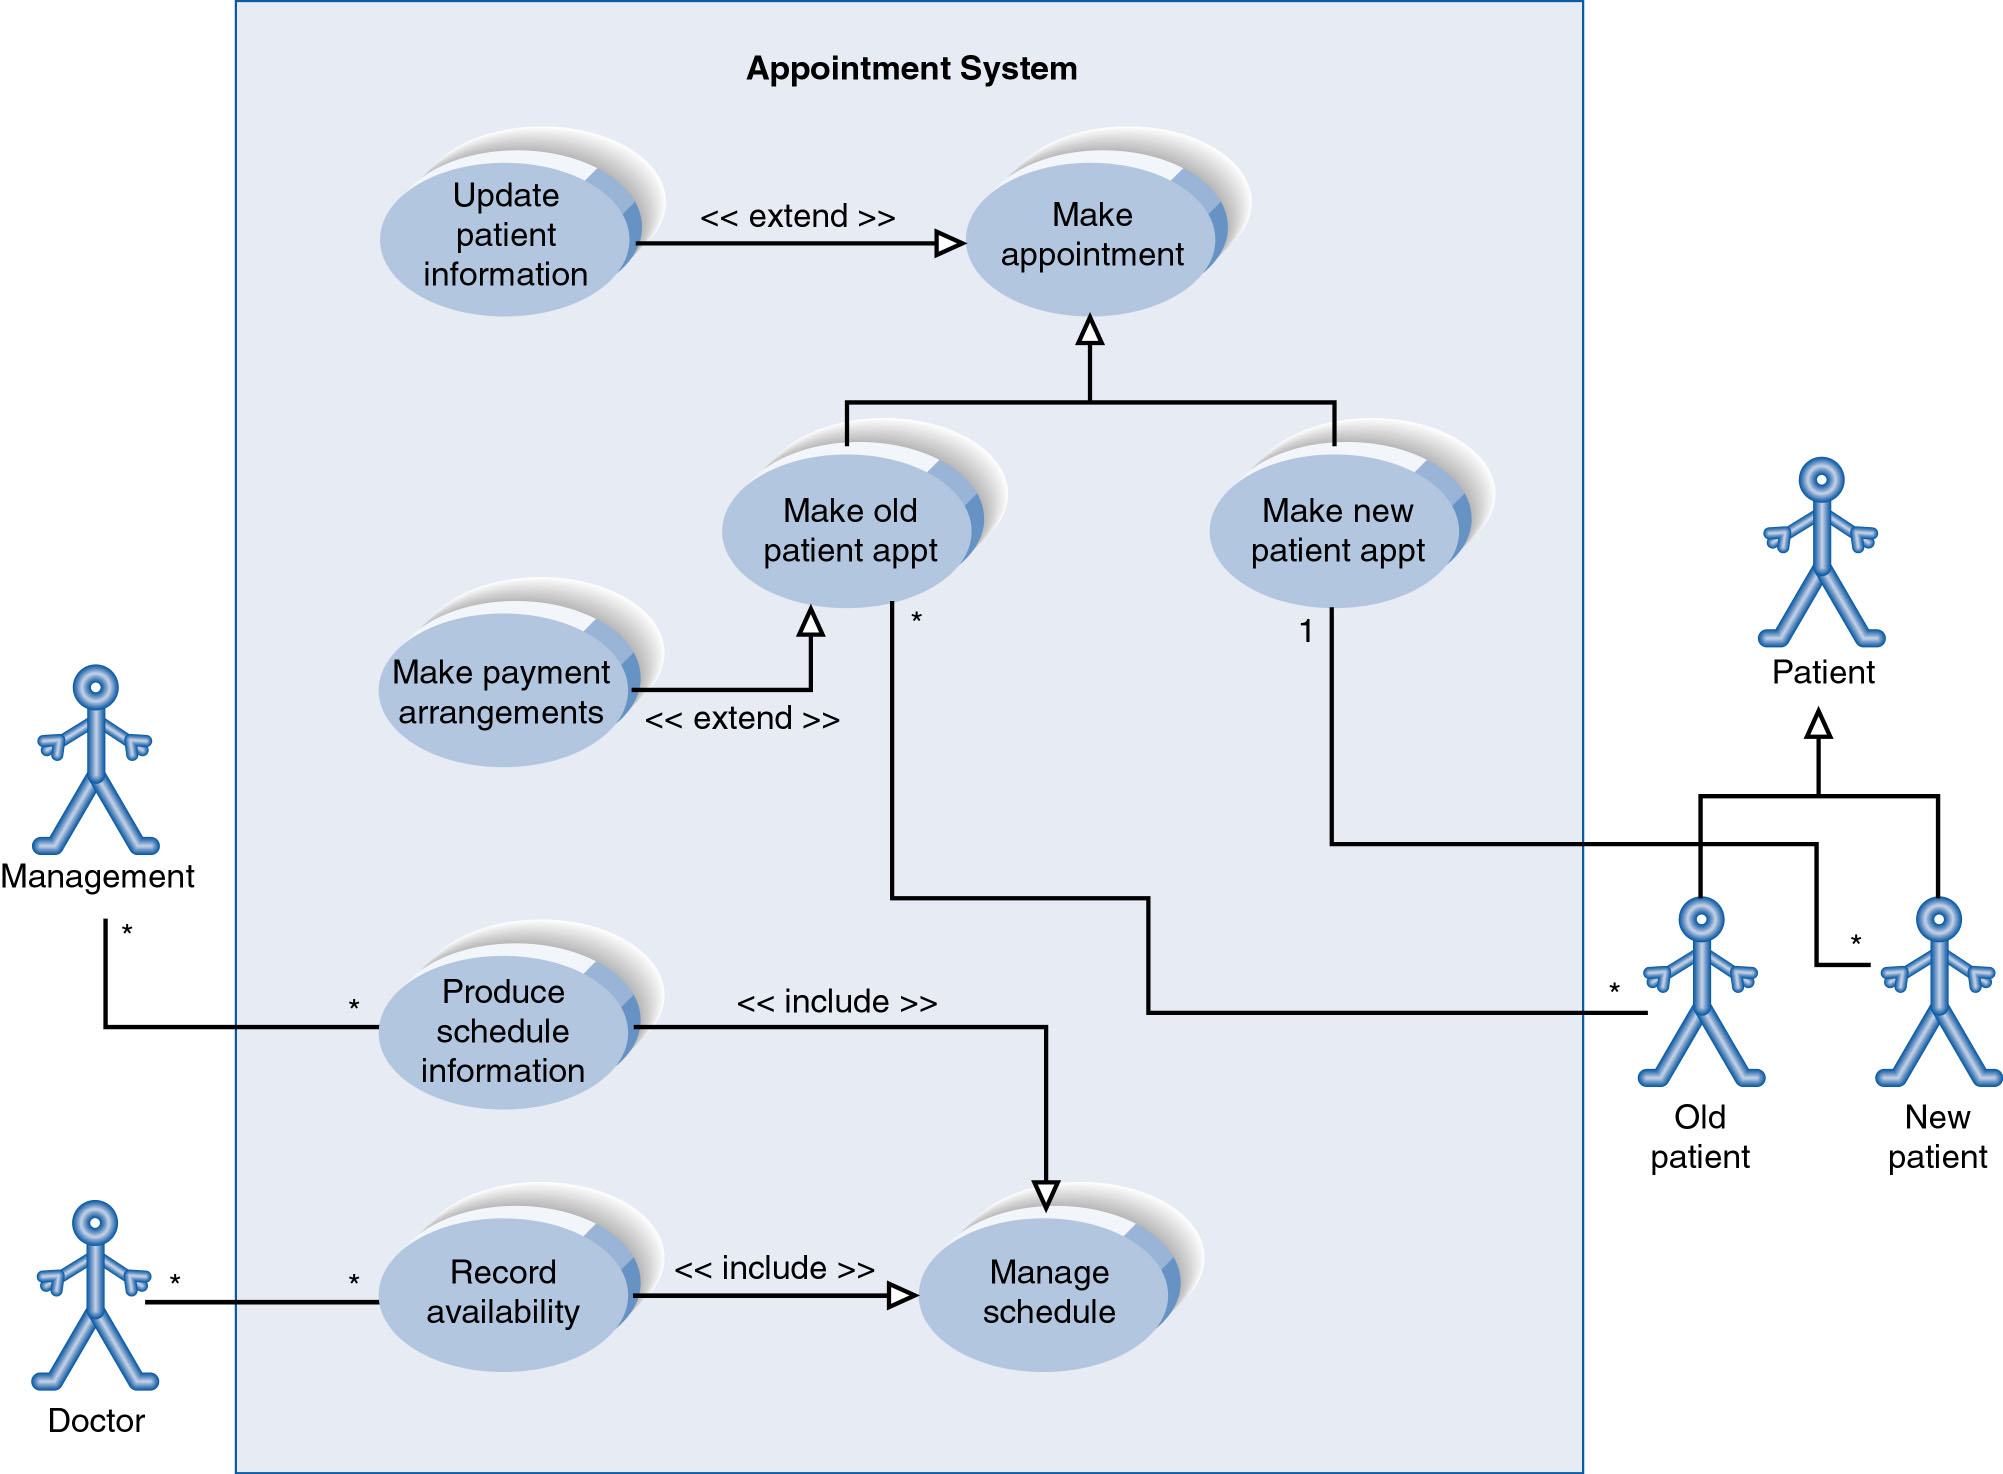 Appointment System
Update
patient
information
<< extend >>
Make
appointment
Make old
patient appt
Make new
patient appt
*
1
Make payment
arrangements
<< extend >>
Patient
Management
*
*
Produce
schedule
information
<< include >>
*
*
Old
patient
New
patient
Doctor
*
*
Record
availability
<< include >>
Manage
schedule